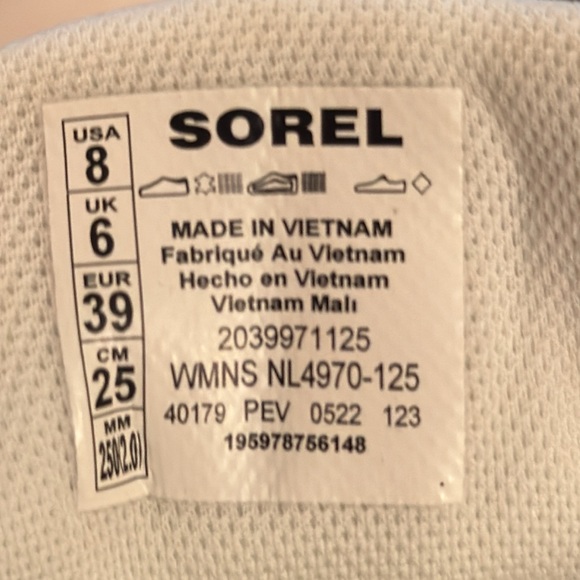 USA
8
UK
6
EUR
39
CM
25
MM
250(2.0)
SOREL
MADE IN VIETNAM
Fabriqué Au Vietnam
Hecho en Vietnam
Vietnam Malı
2039971125
WMNS NL4970-125
40179 PEV 0522 123
195978756148